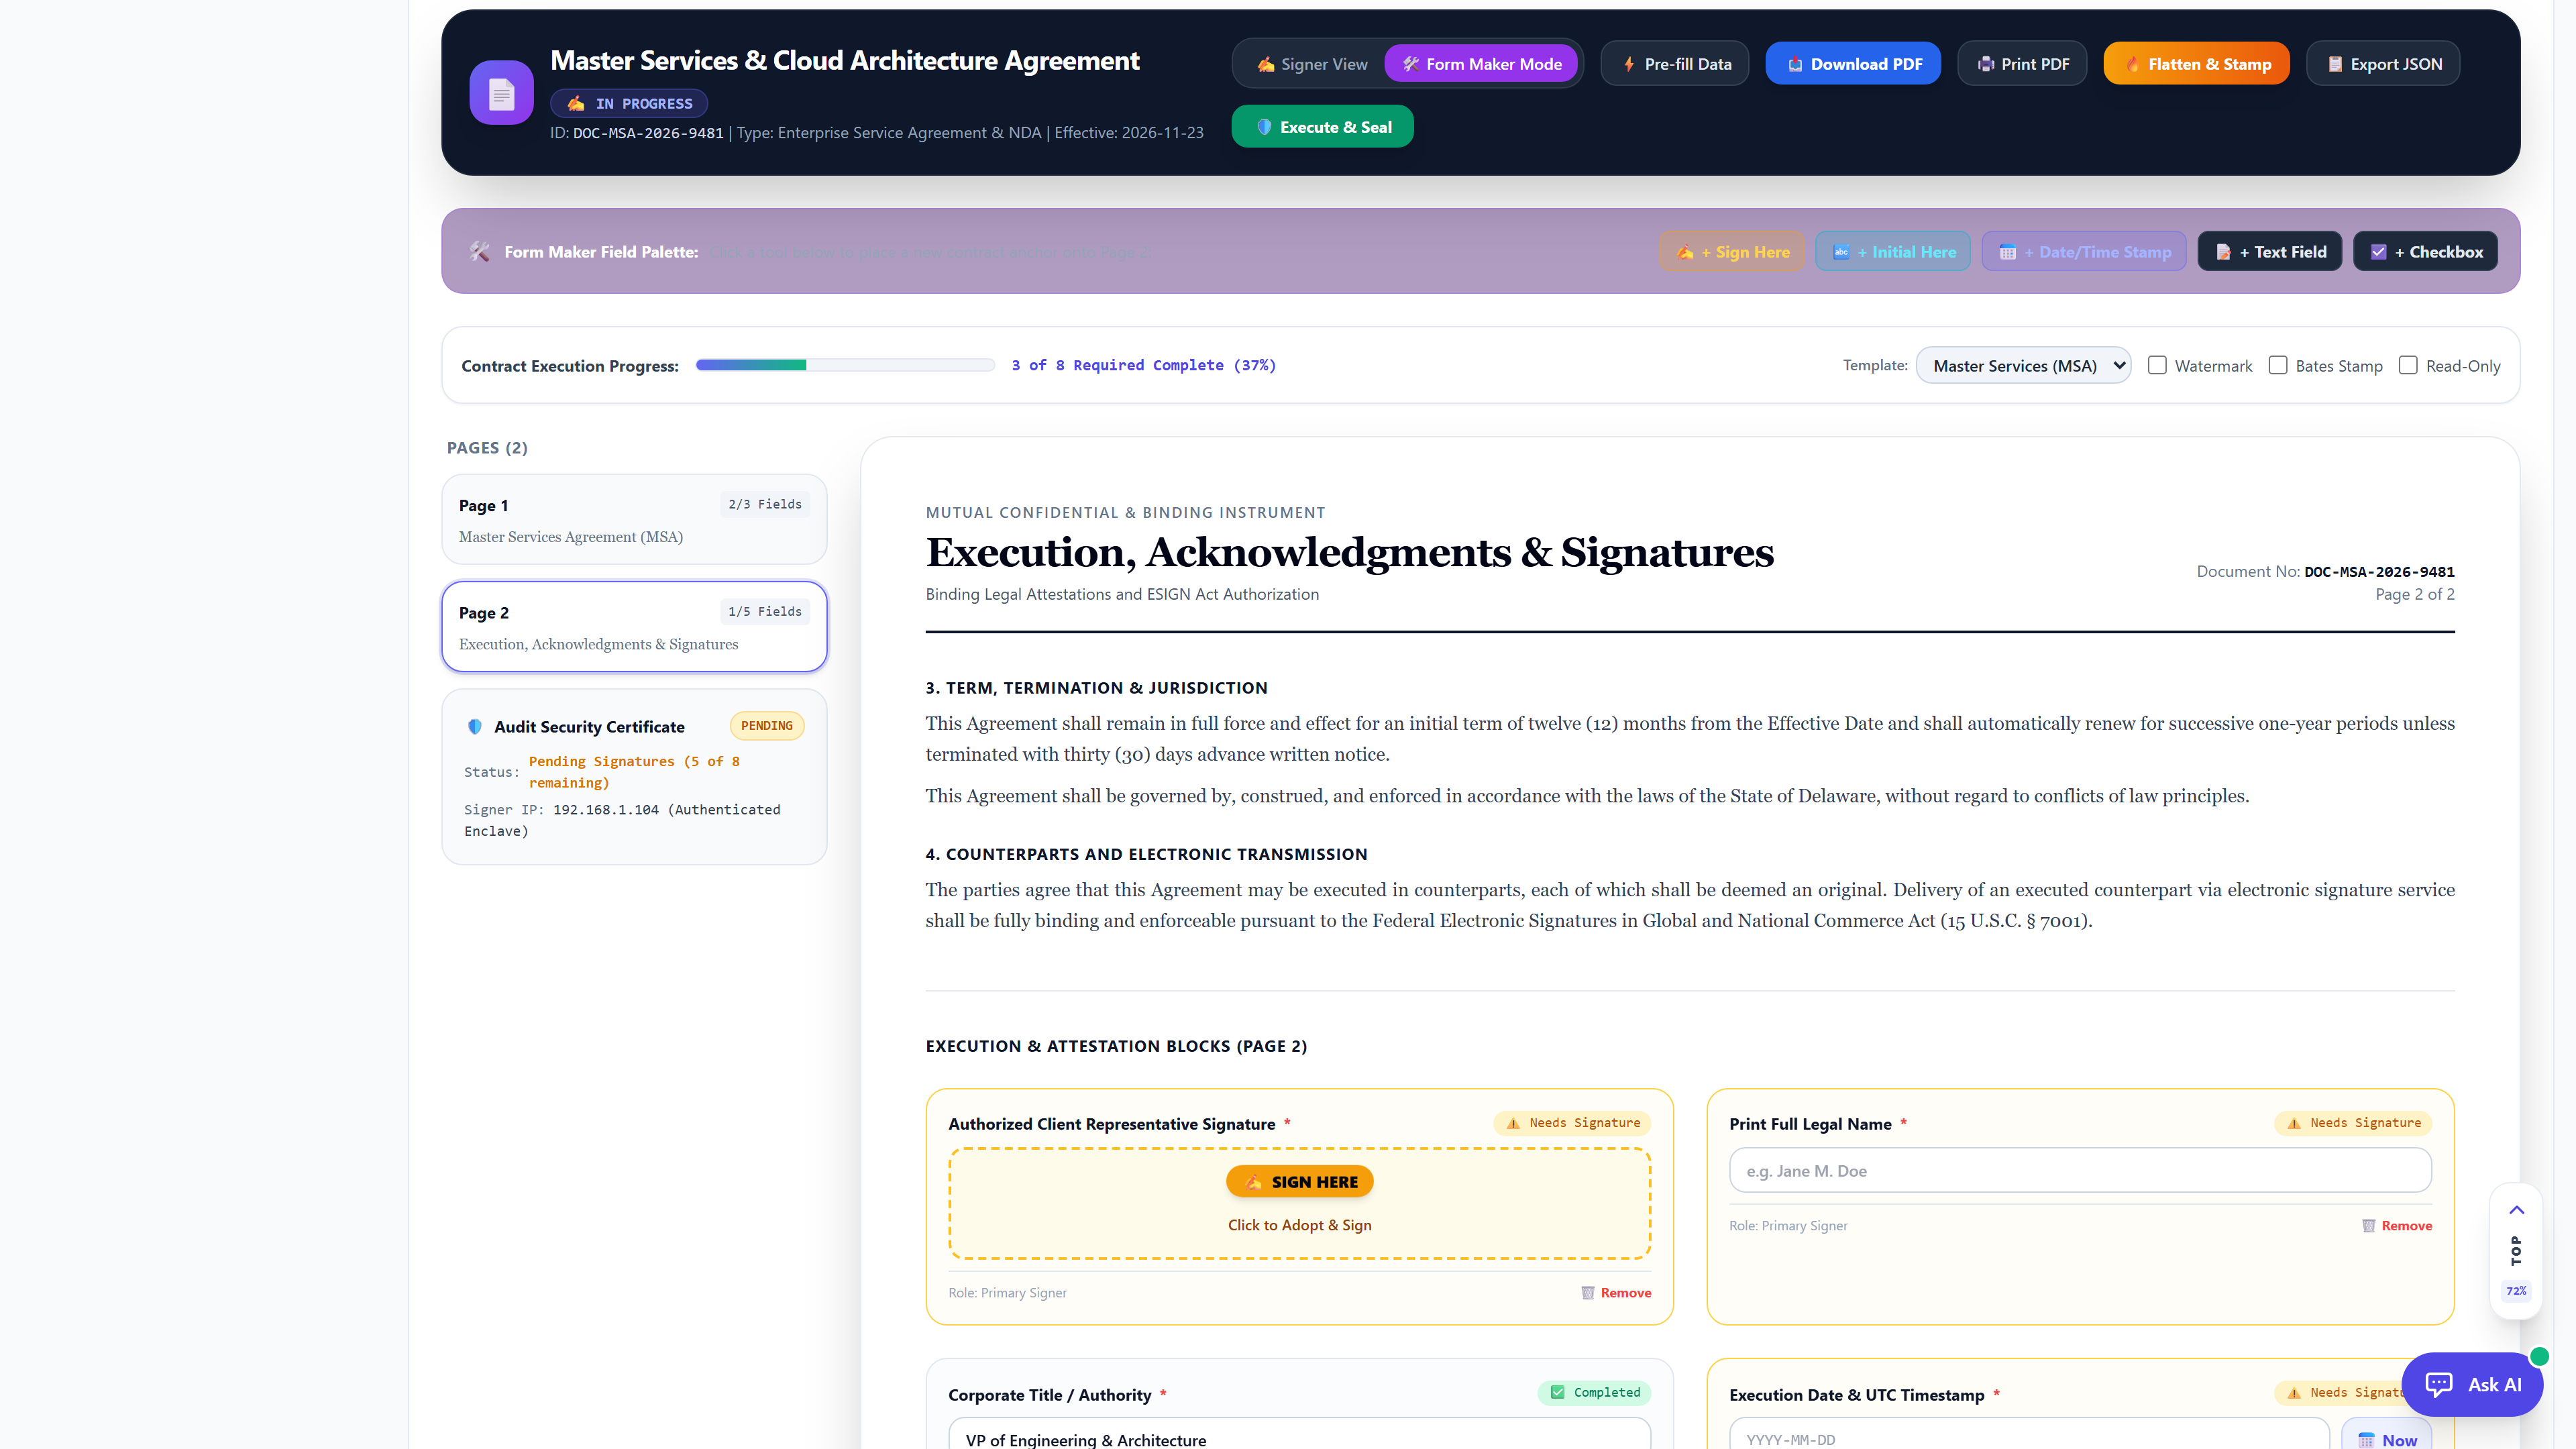 Master Services & Cloud Architecture Agreement
IN PROGRESS
ID: DOC-MSA-2026-9481 | Type: Enterprise Service Agreement & NDA | Effective: 2026-11-23
Signer View
Form Maker Mode
Pre-fill Data
Download PDF
Print PDF
Flatten & Stamp
Export JSON
Execute & Seal
Form Maker Field Palette: Click a tool below to place a new contract anchor onto Page 2.
+ Sign Here
+ Initial Here
+ Date/Time Stamp
+ Text Field
+ Checkbox
Contract Execution Progress:
3 of 8 Required Complete (37%)
Template: Master Services (MSA)
Watermark
Bates Stamp
Read-Only
PAGES (2)
Page 1
2/3 Fields
Master Services Agreement (MSA)
Page 2
1/5 Fields
Execution, Acknowledgments & Signatures
Audit Security Certificate
PENDING
Status: Pending Signatures (5 of 8
remaining)
Signer IP: 192.168.1.104 (Authenticated
Enclave)
MUTUAL CONFIDENTIAL & BINDING INSTRUMENT
Execution, Acknowledgments & Signatures
Binding Legal Attestations and ESIGN Act Authorization
Document No: DOC-MSA-2026-9481
Page 2 of 2
3. TERM, TERMINATION & JURISDICTION
This Agreement shall remain in full force and effect for an initial term of twelve (12) months from the Effective Date and shall automatically renew for successive one-year periods unless
terminated with thirty (30) days advance written notice.
This Agreement shall be governed by, construed, and enforced in accordance with the laws of the State of Delaware, without regard to conflicts of law principles.
4. COUNTERPARTS AND ELECTRONIC TRANSMISSION
The parties agree that this Agreement may be executed in counterparts, each of which shall be deemed an original. Delivery of an executed counterpart via electronic signature service
shall be fully binding and enforceable pursuant to the Federal Electronic Signatures in Global and National Commerce Act (15 U.S.C. § 7001).
EXECUTION & ATTESTATION BLOCKS (PAGE 2)
Authorized Client Representative Signature *
Needs Signature
SIGN HERE
Click to Adopt & Sign
Role: Primary Signer
Remove
Print Full Legal Name *
Needs Signature
e.g. Jane M. Doe
Role: Primary Signer
Remove
Corporate Title / Authority *
Completed
VP of Engineering & Architecture
Execution Date & UTC Timestamp *
Needs
YYYY-MM-DD
Now
TOP
72%
Ask AI